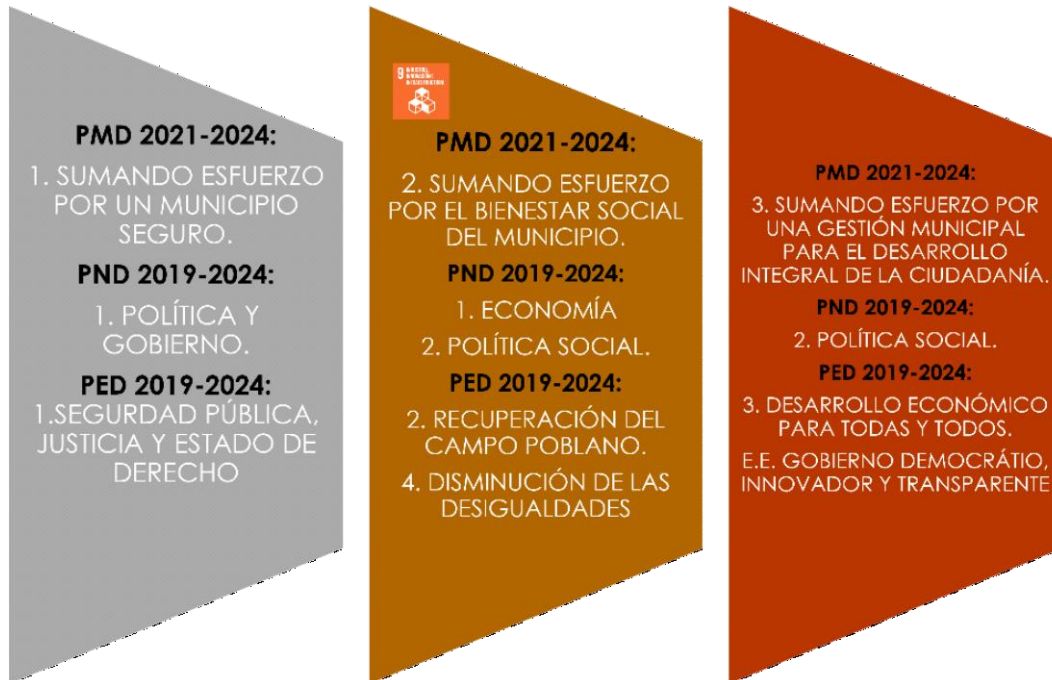 PMD 2021-2024:
1. SUMANDO ESFUERZO
POR UN MUNICIPIO
SEGURO.
PND 2019-2024:
1. POLÍTICA Y
GOBIERNO.
PED 2019-2024:
1.SEGURDAD PÚBLICA,
JUSTICIA Y ESTADO DE
DERECHO
9
PMD 2021-2024:
2. SUMANDO ESFUERZO
POR EL BIENESTAR SOCIAL
DEL MUNICIPIO.
PND 2019-2024:
1. ECONOMÍA
2. POLÍTICA SOCIAL.
PED 2019-2024:
2. RECUPERACIÓN DEL
CAMPO POBLANO.
4. DISMINUCIÓN DE LAS
DESIGUALDADES
PMD 2021-2024:
3. SUMANDO ESFUERZO POR
UNA GESTIÓN MUNICIPAL
PARA EL DESARROLLO
INTEGRAL DE LA CIUDADANÍA.
PND 2019-2024:
2. POLÍTICA SOCIAL.
PED 2019-2024:
3. DESARROLLO ECONÓMICO
PARA TODAS Y TODOS.
E.E. GOBIERNO DEMOCRÁTIO,
INNOVADOR Y TRANSPARENTE